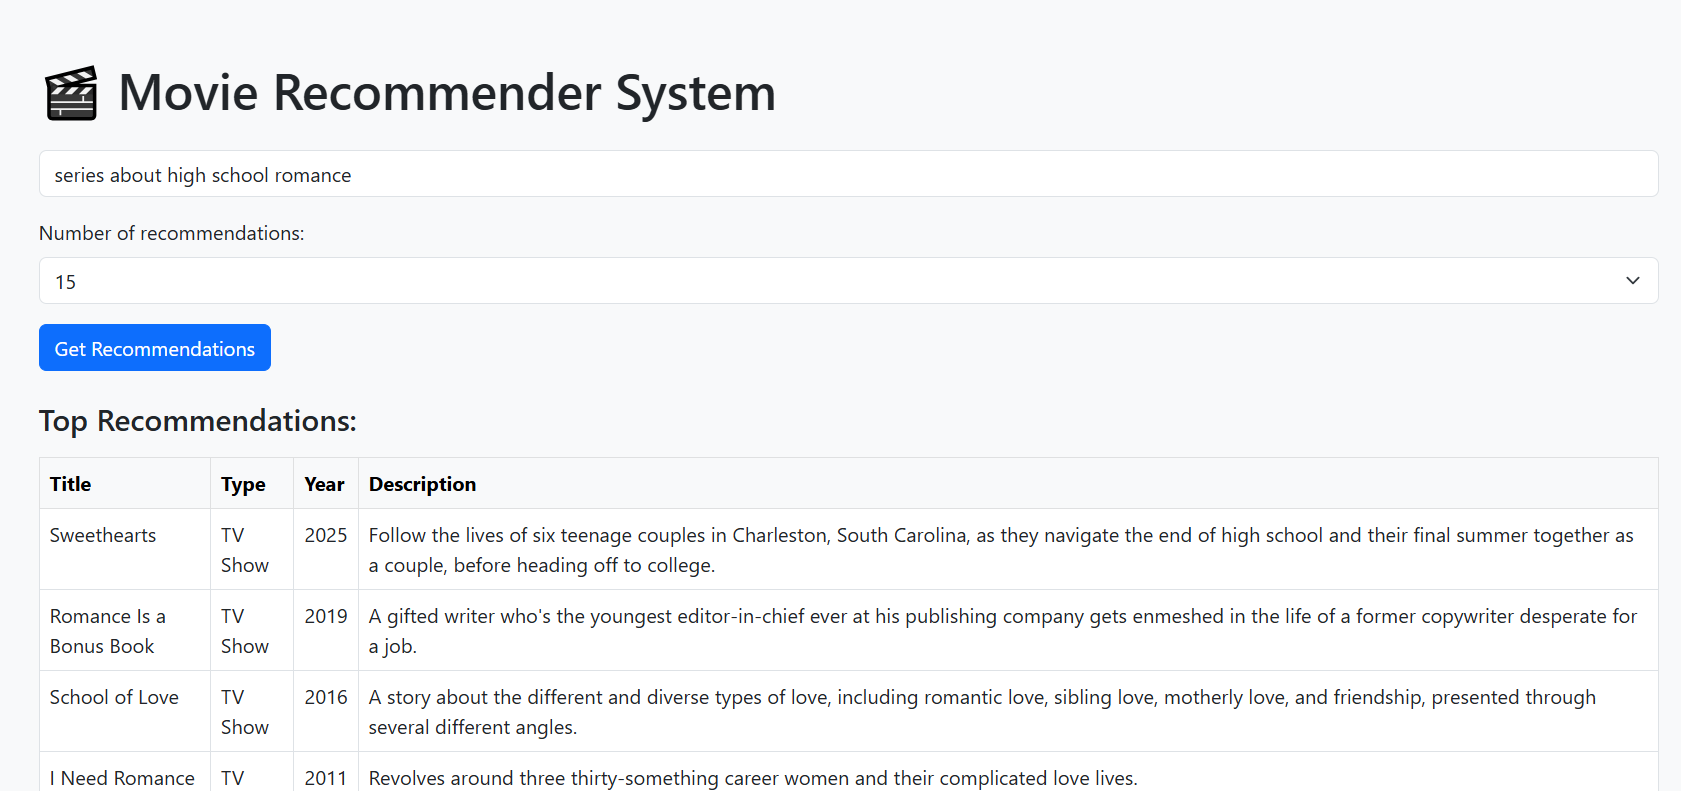 Movie Recommender System
series about high school romance
Number of recommendations:
15
Get Recommendations
Top Recommendations:
Title Type Year Description
Sweethearts TV 2025 Follow the lives of six teenage couples in Charleston, South Carolina, as they navigate the end of high school and their final summer together as
Show a couple, before heading off to college.
Romance Is a TV 2019 A gifted writer who's the youngest editor-in-chief ever at his publishing company gets enmeshed in the life of a former copywriter desperate for
Bonus Book Show a job.
School of Love TV 2016 A story about the different and diverse types of love, including romantic love, sibling love, motherly love, and friendship, presented through
Show several different angles.
I Need Romance TV 2011 Revolves around three thirty-something career women and their complicated love lives.